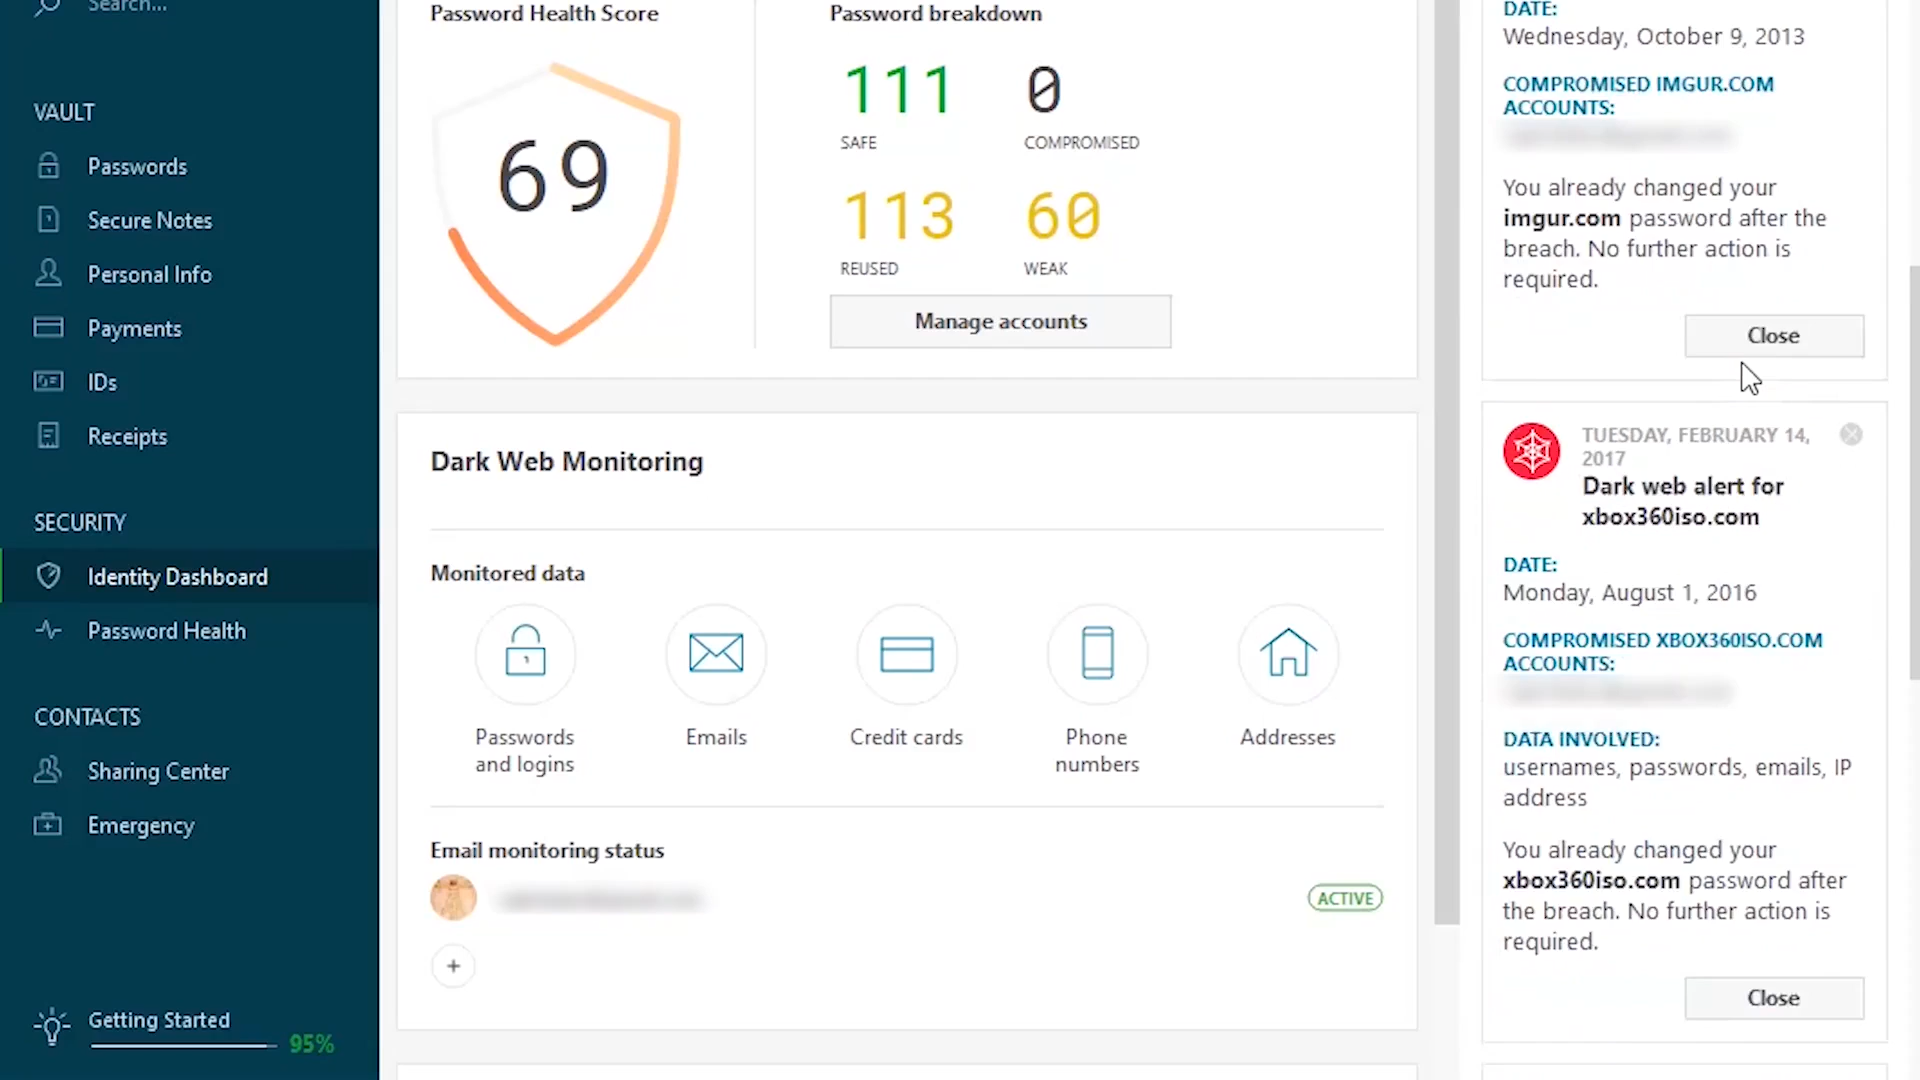 Search...
VAULT
Passwords
Secure Notes
Personal Info
Payments
IDs
Receipts
SECURITY
Identity Dashboard
Password Health
CONTACTS
Sharing Center
Emergency
Getting Started
95%
Password Health Score
69
Password breakdown
111
SAFE
0
COMPROMISED
113
REUSED
60
WEAK
Manage accounts
Dark Web Monitoring
Monitored data
Passwords
and logins
Emails
Credit cards
Phone
numbers
Addresses
Email monitoring status
ACTIVE
+
DATE:
Wednesday, October 9, 2013
COMPROMISED IMGUR.COM
ACCOUNTS:
You already changed your
imgur.com password after the
breach. No further action is
required.
Close
TUESDAY, FEBRUARY 14,
2017
Dark web alert for
xbox360iso.com
DATE:
Monday, August 1, 2016
COMPROMISED XBOX360ISO.COM
ACCOUNTS:
DATA INVOLVED:
usernames, passwords, emails, IP
address
You already changed your
xbox360iso.com password after
the breach. No further action is
required.
Close